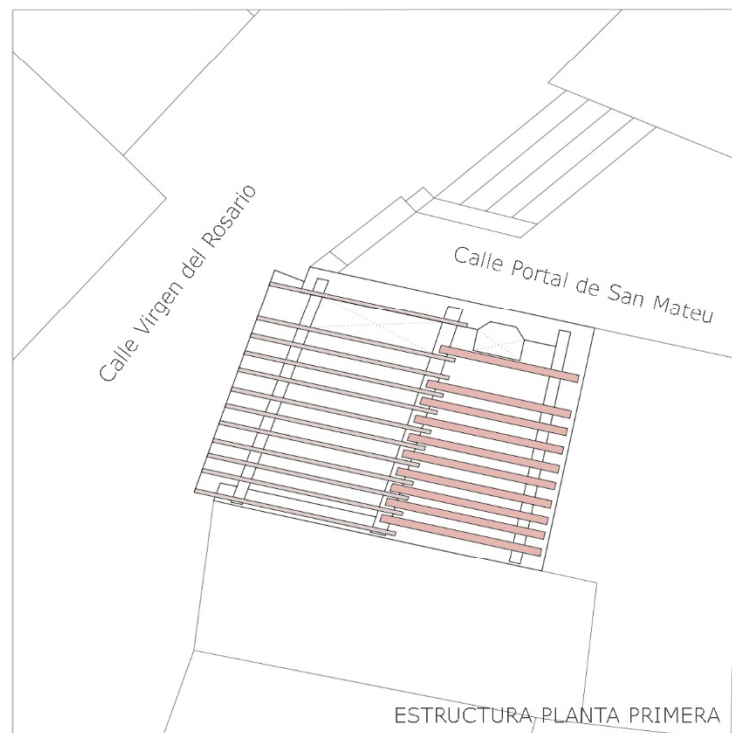 Calle Virgen del Rosario
Calle Portal de San Mateu
ESTRUCTURA PLANTA PRIMERA